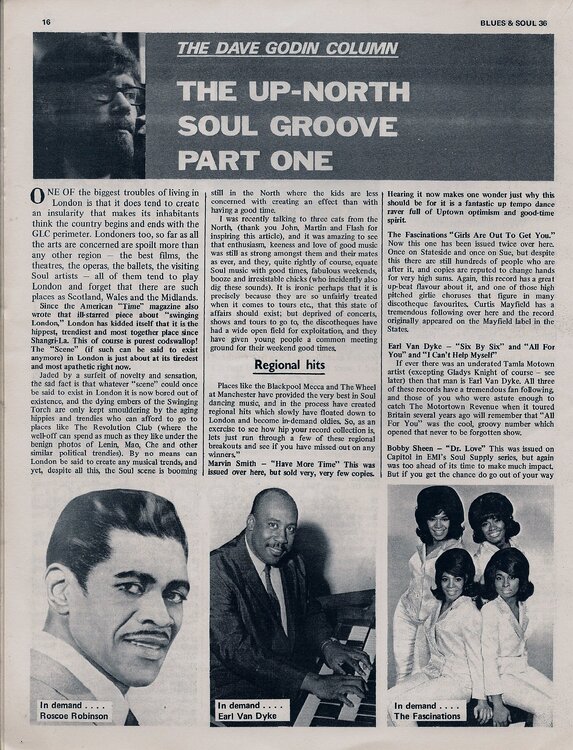 16
BLUES & SOUL 36
THE DAVE GODIN COLUMN
THE UP-NORTH
SOUL GROOVE
PART ONE
ONE OF the biggest troubles of living in
London is that it does tend to create
an insularity that makes its inhabitants
think the country begins and ends with the
GLC perimeter. Londoners too, so far as all
the arts are concerned are spoilt more than
any other region – the best films, the
theatres, the operas, the ballets, the visiting
Soul artists – all of them tend to play
London and forget that there are such
places as Scotland, Wales and the Midlands.
Since the American "Time" magazine also
wrote that ill-starred piece about "swinging
London," London has kidded itself that it is the
hippest, trendiest and most together place since
Shangri-La. This of course is purest codswallop!
The "Scene" (if such can be said to exist
anymore) in London is just about at its tiredest
and most apathetic right now.
Jaded by a surfeit of novelty and sensation,
the sad fact is that whatever "scene" could once
be said to exist in London it is now bored out of
existence, and the dying embers of the Swinging
Torch are only kept smouldering by the aging
hippies and trendies who can afford to go to
places like The Revolution Club (where the
well-off can spend as much as they like under the
benign photos of Lenin, Mao, Che and other
similar political trendies). By no means can
London be said to create any musical trends, and
yet, despite all this, the Soul scene is booming
still in the North where the kids are less
concerned with creating an effect than with
having a good time.
I was recently talking to three cats from the
North, (thank you John, Martin and Flash for
inspiring this article), and it was amazing to see
that enthusiasm, keeness and love of good music
was still as strong amongst them and their mates
as ever, and they, quite rightly of course, equate
Soul music with good times, fabulous weekends,
booze and irresistable chicks (who incidently also
dig these sounds). It is ironic perhaps that it is
precisely because they are so unfairly treated
when it comes to tours etc, that this state of
affairs should exist; but deprived of concerts,
shows and tours to go to, the discotheques have
had a wide open field for exploitation, and they
have given young people a common meeting
ground for their weekend good times.
Regional hits
Places like the Blackpool Mecca and The Wheel
at Manchester have provided the very best in Soul
dancing music, and in the process have created
regional hits which slowly have floated down to
London and become in-demand oldies. So, as an
exercise to see how hip your record collection is,
lets just run through a few of these regional
breakouts and see if you have missed out on any
winners."
Marvin Smith – "Have More Time" This was
issued over here, but sold very, very few copies.
Hearing it now makes one wonder just why this
should be for it is a fantastic up tempo dance
raver full of Uptown optimism and good-time
spirit.
The Fascinations "Girls Are Out To Get You."
Now this one has been issued twice over here.
Once on Stateside and once on Sue, but despite
this there are still hundreds of people who are
after it, and copies are reputed to change hands
for very high sums. Again, this record has a great
up-beat flavour about it, and one of those high
pitched girlie choruses that figure in many
discotheque favourites. Curtis Mayfield has a
tremendous following over here and the record
originally appeared on the Mayfield label in the
States.
Earl Van Dyke – "Six By Six" and "All For
You" and "I Can't Help Myself"
If ever there was an underated Tamla Motown
artist (excepting Gladys Knight of course – see
later) then that man is Earl Van Dyke. All three
of these records have a tremendous fan following,
and those of you who were astute enough to
catch The Motortown Revenue when it toured
Britain several years ago will remember that "All
For You" was the cool, groovy number which
opened that never to be forgotten show.
Bobby Sheen – "Dr. Love" This was issued on
Capitol in EMI's Soul Supply series, but again
was too ahead of its time to make much impact.
But if you get the chance do go out of your way
In demand ....
Roscoe Robinson
In demand ....
Earl Van Dyke
In demand ....
The Fascinations